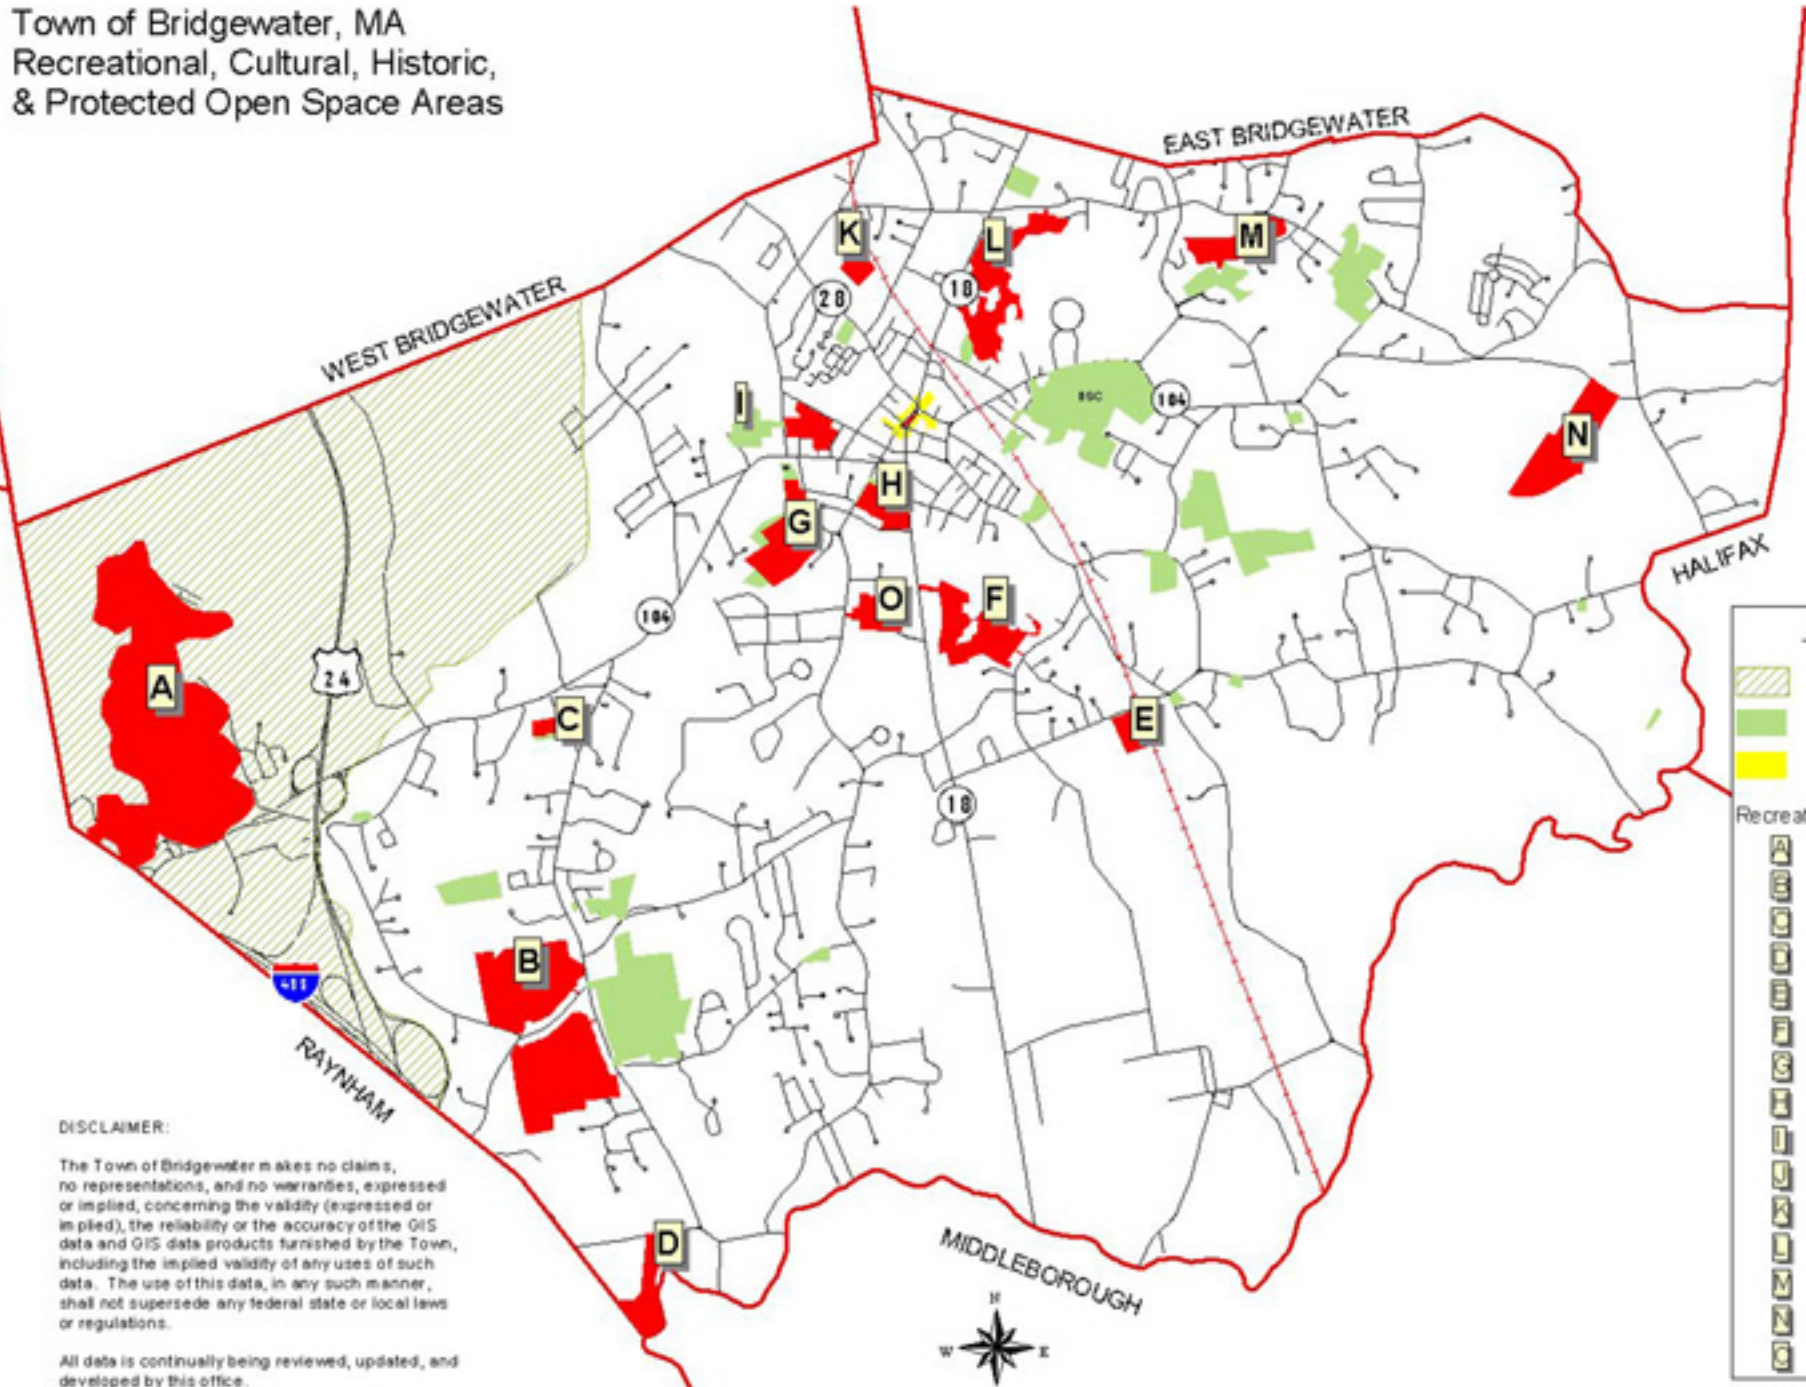 Town of Bridgewater, MA
Recreational, Cultural, Historic,
& Protected Open Space Areas
EAST BRIDGEWATER
WEST BRIDGEWATER
K
L
M
28
18
I
BSC
104
N
H
G
HALIFAX
O
F
104
A
24
C
E
18
B
RAYNHAM
D
MIDDLEBOROUGH
N
W
E
DISCLAIMER:
The Town of Bridgewater makes no claims,
no representations, and no warranties, expressed
or implied, concerning the validity (expressed or
implied), the reliability or the accuracy of the GIS
data and GIS data products furnished by the Town,
including the implied validity of any uses of such
data. The use of this data, in any such manner,
shall not supersede any federal state or local laws
or regulations.
All data is continually being reviewed, updated, and
developed by this office.
Recreat
A
B
C
D
E
F
G
H
I
J
K
L
M
N
O